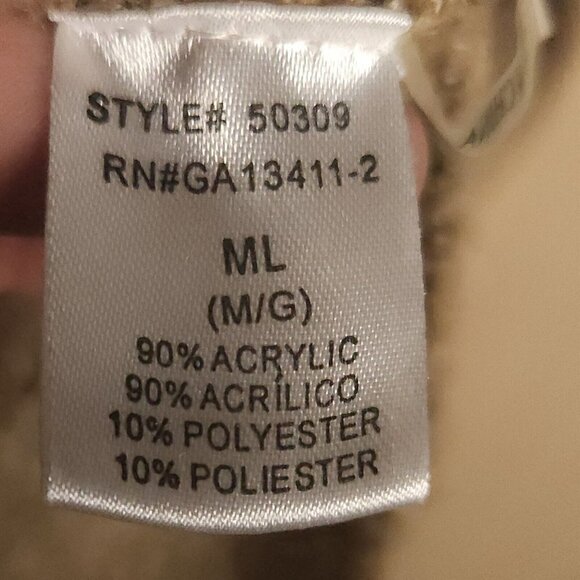 STYLE# 50309
RN#GA13411-2
ML
(M/G)
90% ACRYLIC
90% ACRÍLICO
10% POLYESTER
10% POLIESTER